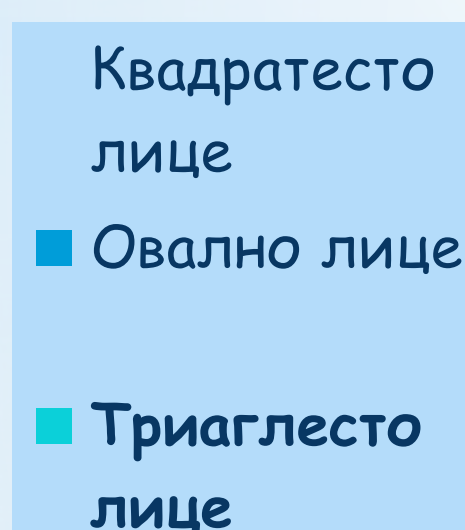 Квадратесто
лице
Овално лице
Триаглесто
лице